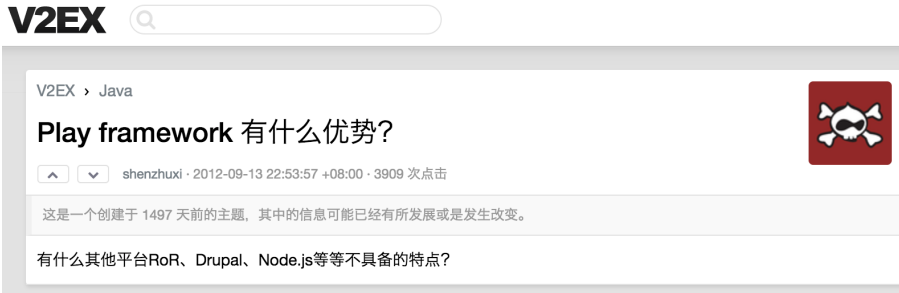 V2EX
V2EX › Java
Play framework 有什么优势？
shenzhuxi · 2012-09-13 22:53:57 +08:00 · 3909 次点击
这是一个创建于 1497 天前的主题，其中的信息可能已经有所发展或是发生改变。
有什么其他平台RoR、Drupal、Node.js等等不具备的特点？